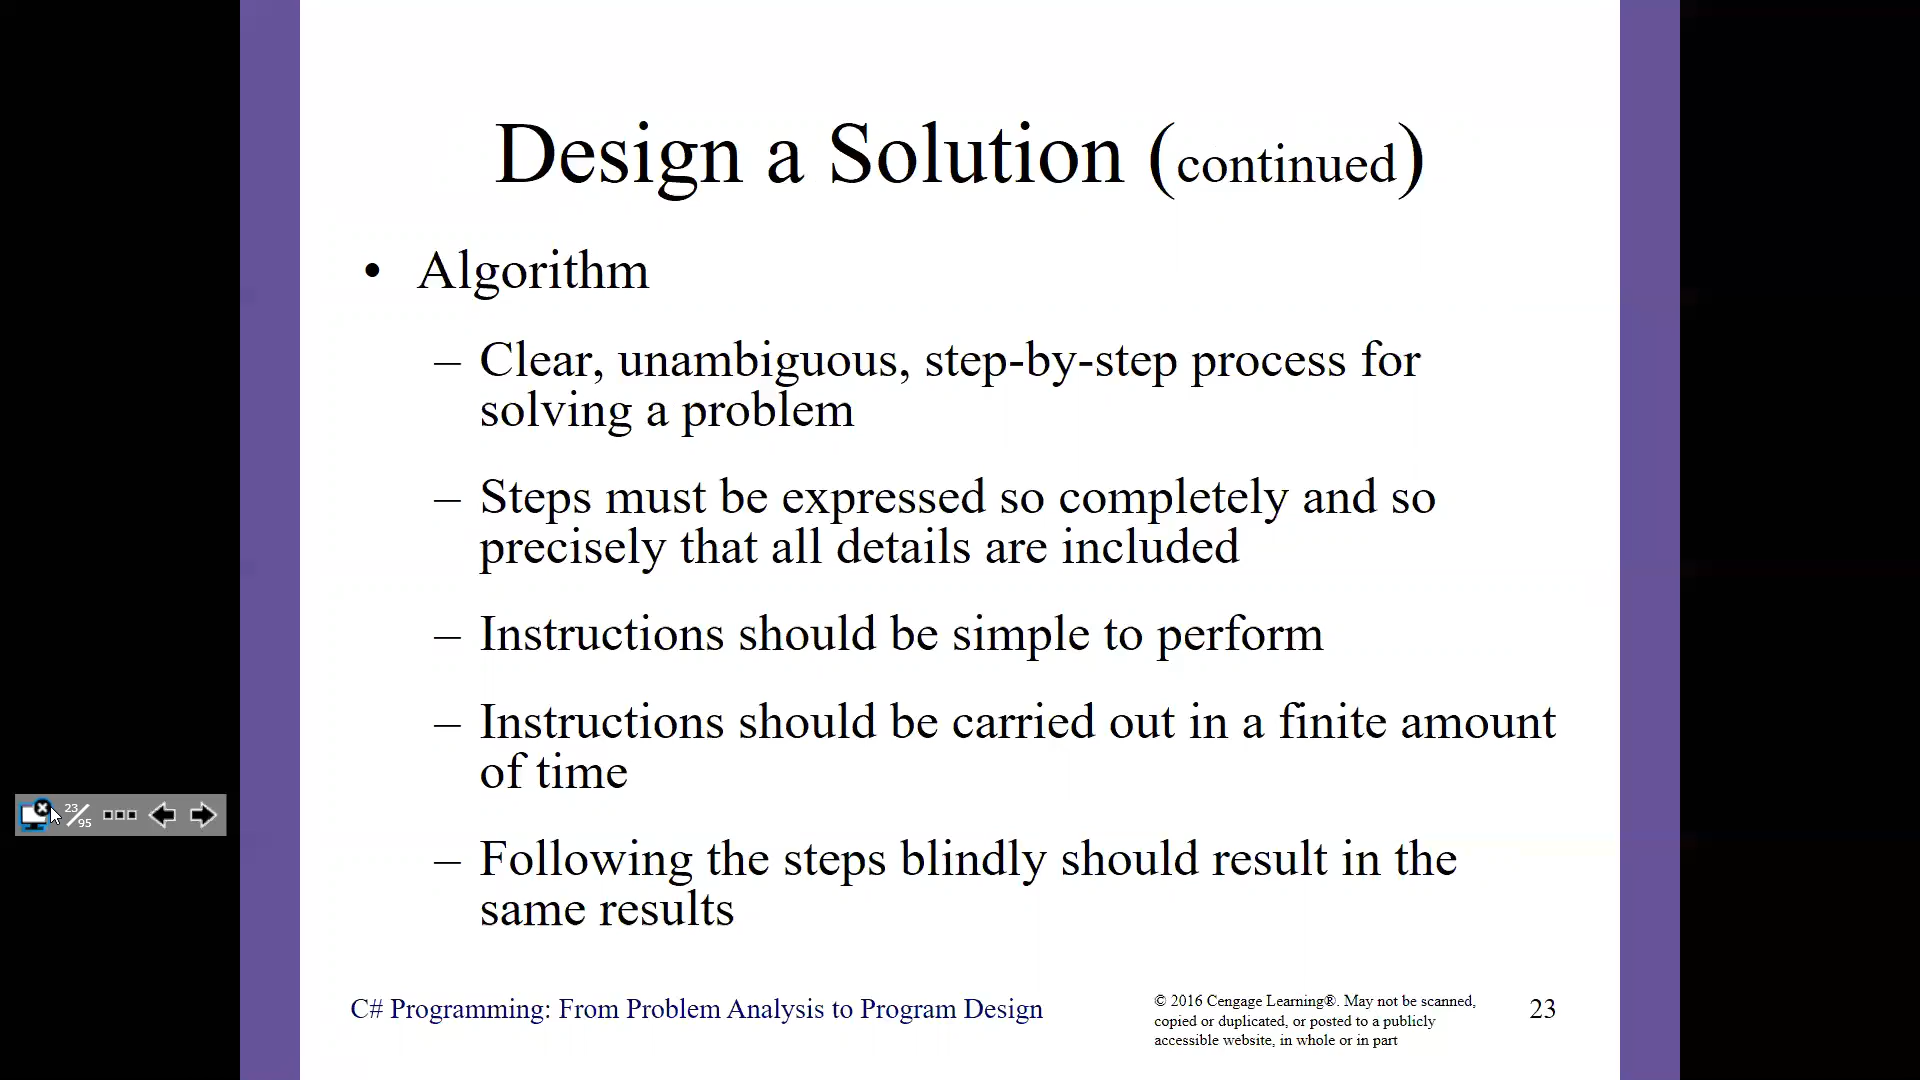 Design a Solution (continued)
• Algorithm
– Clear, unambiguous, step-by-step process for
solving a problem
– Steps must be expressed so completely and so
precisely that all details are included
– Instructions should be simple to perform
– Instructions should be carried out in a finite amount
of time
23/95
– Following the steps blindly should result in the
same results
C# Programming: From Problem Analysis to Program Design
© 2016 Cengage Learning®. May not be scanned,
copied or duplicated, or posted to a publicly
accessible website, in whole or in part
23